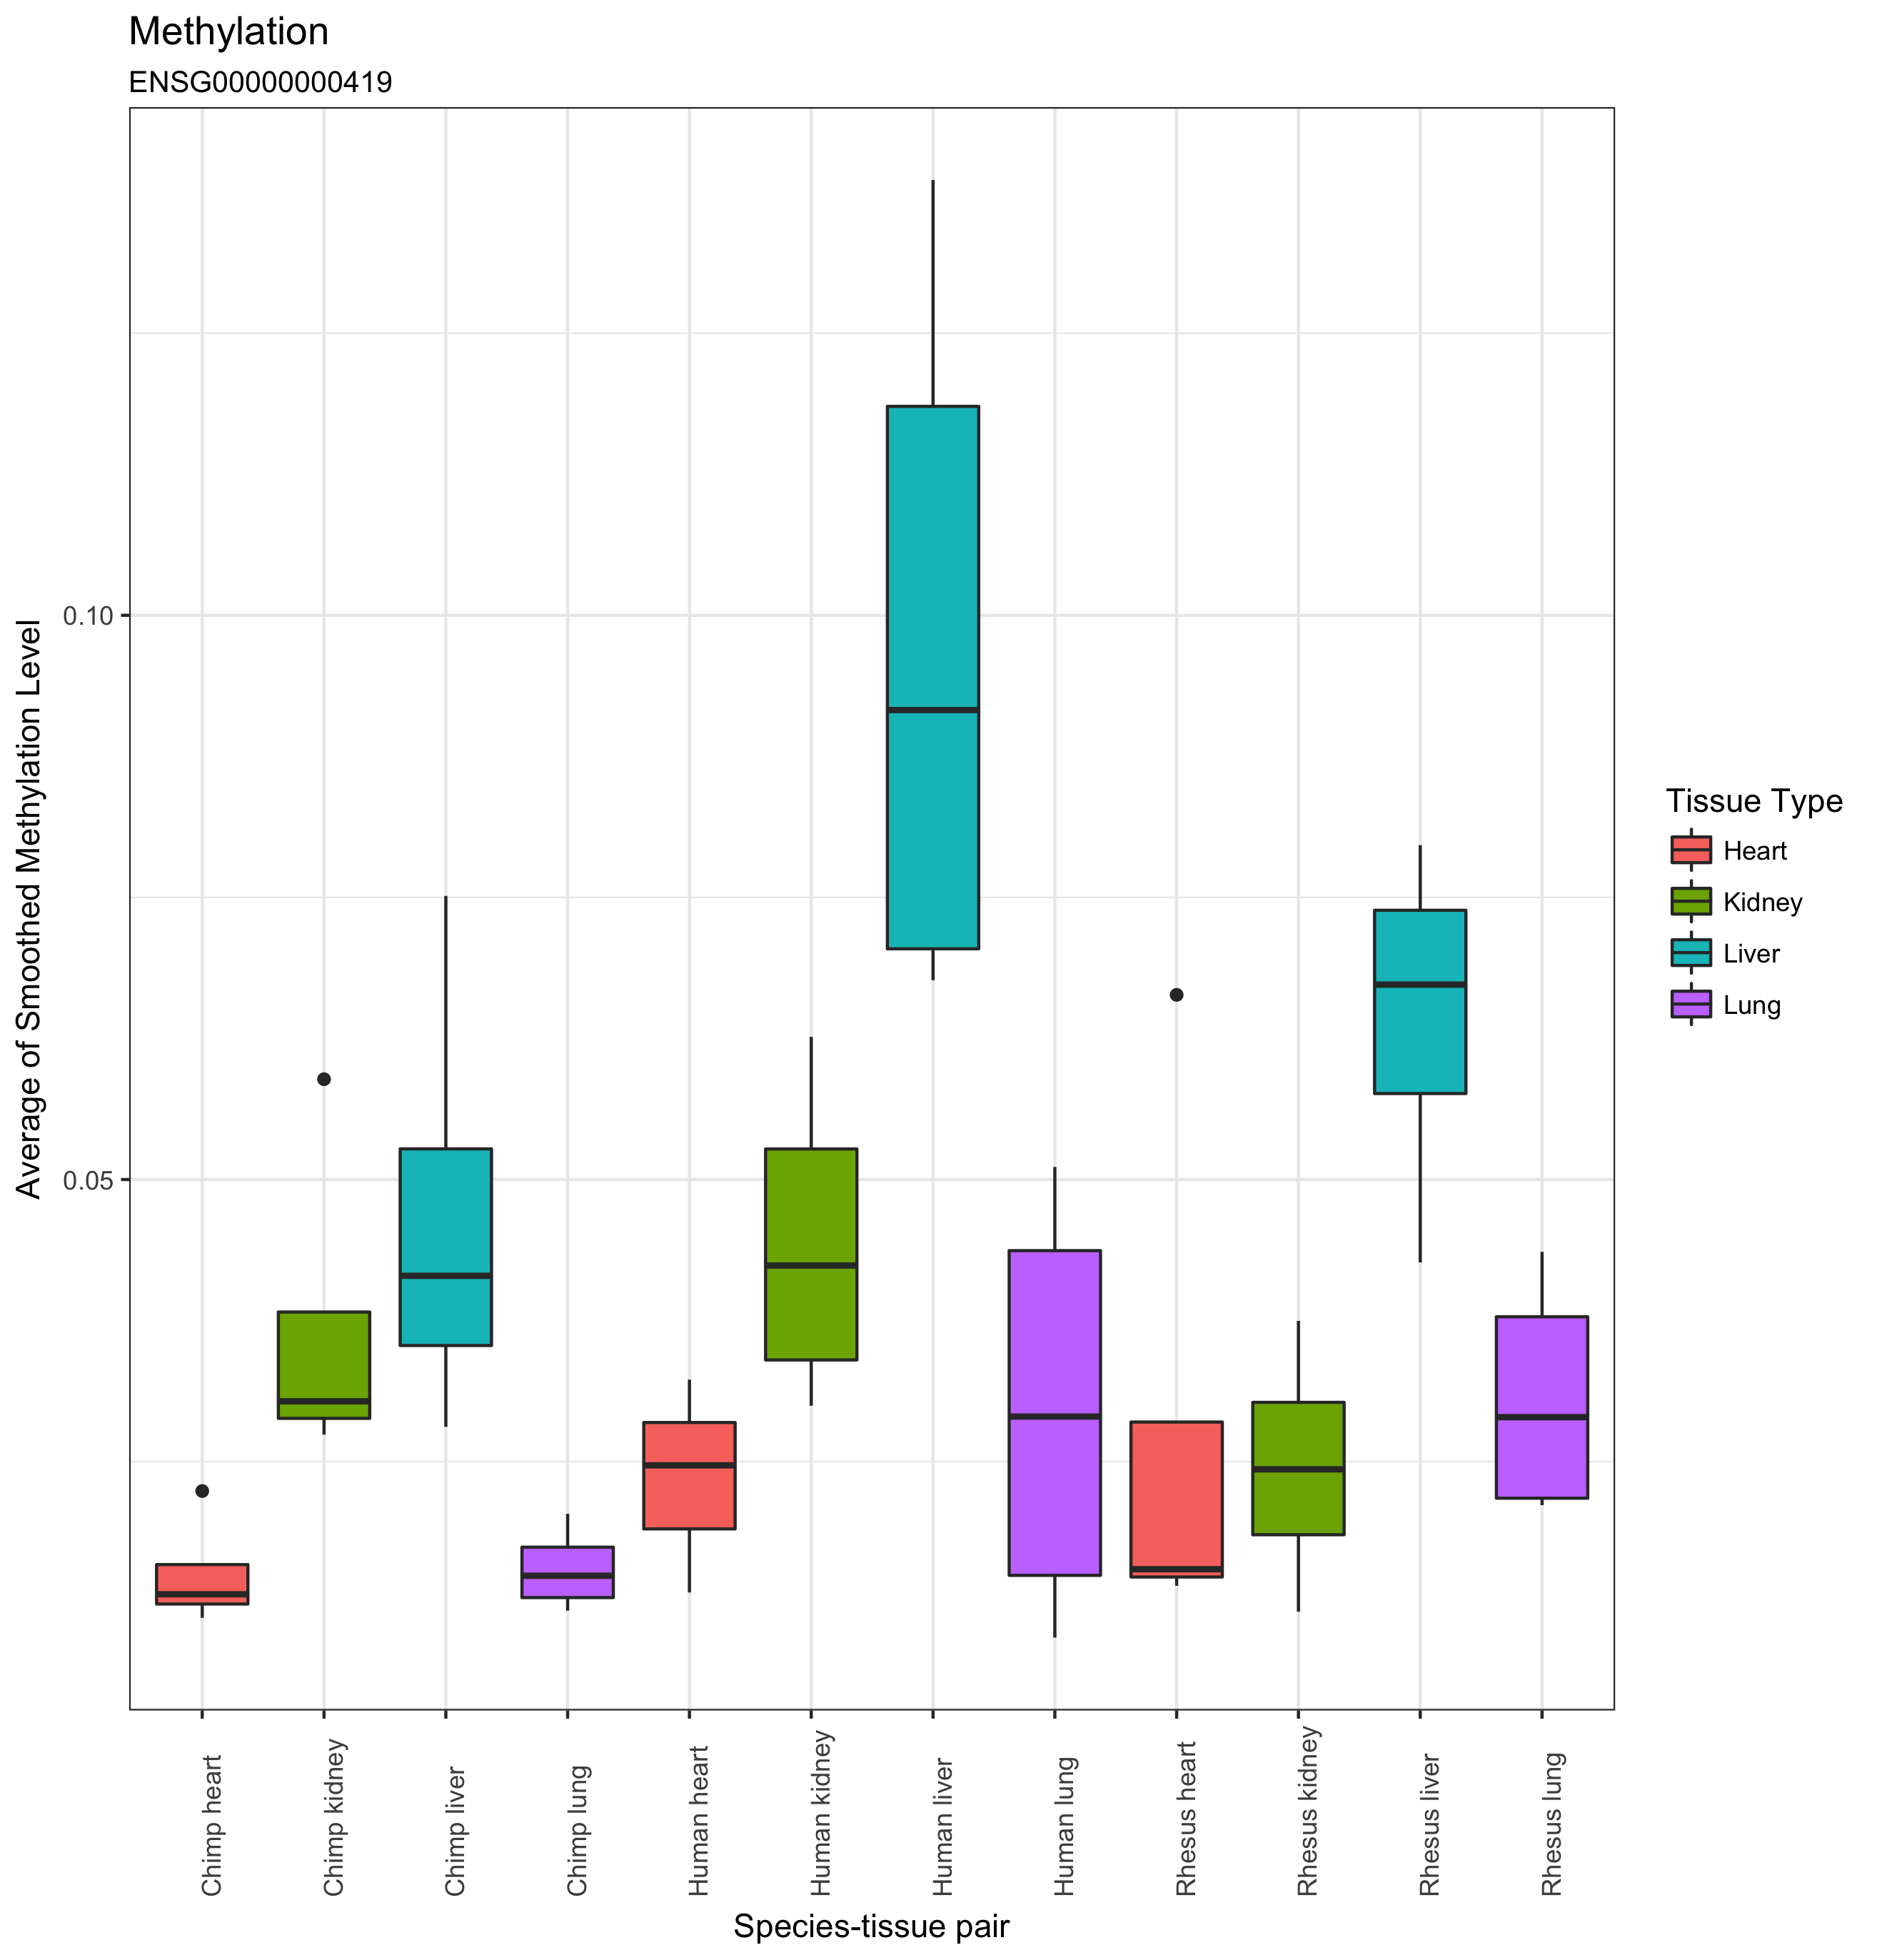 Methylation
ENSG00000000419
Average of Smoothed Methylation Level
0.10
0.05
Chimp heart
Chimp kidney
Chimp liver
Chimp lung
Human heart
Human kidney
Human liver
Human lung
Rhesus heart
Rhesus kidney
Rhesus liver
Rhesus lung
Species-tissue pair
Tissue Type
Heart
Kidney
Liver
Lung